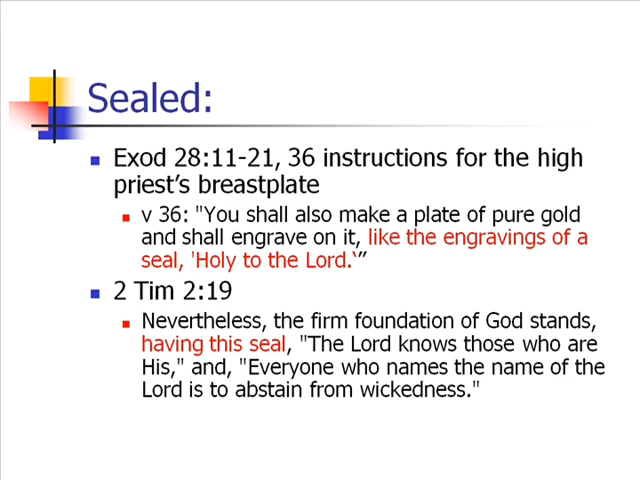 Sealed:
Exod 28:11-21, 36 instructions for the high
priest's breastplate
v 36: "You shall also make a plate of pure gold
and shall engrave on it, like the engravings of a
seal, 'Holy to the Lord.‘”
2 Tim 2:19
Nevertheless, the firm foundation of God stands,
having this seal, "The Lord knows those who are
His," and, "Everyone who names the name of the
Lord is to abstain from wickedness."